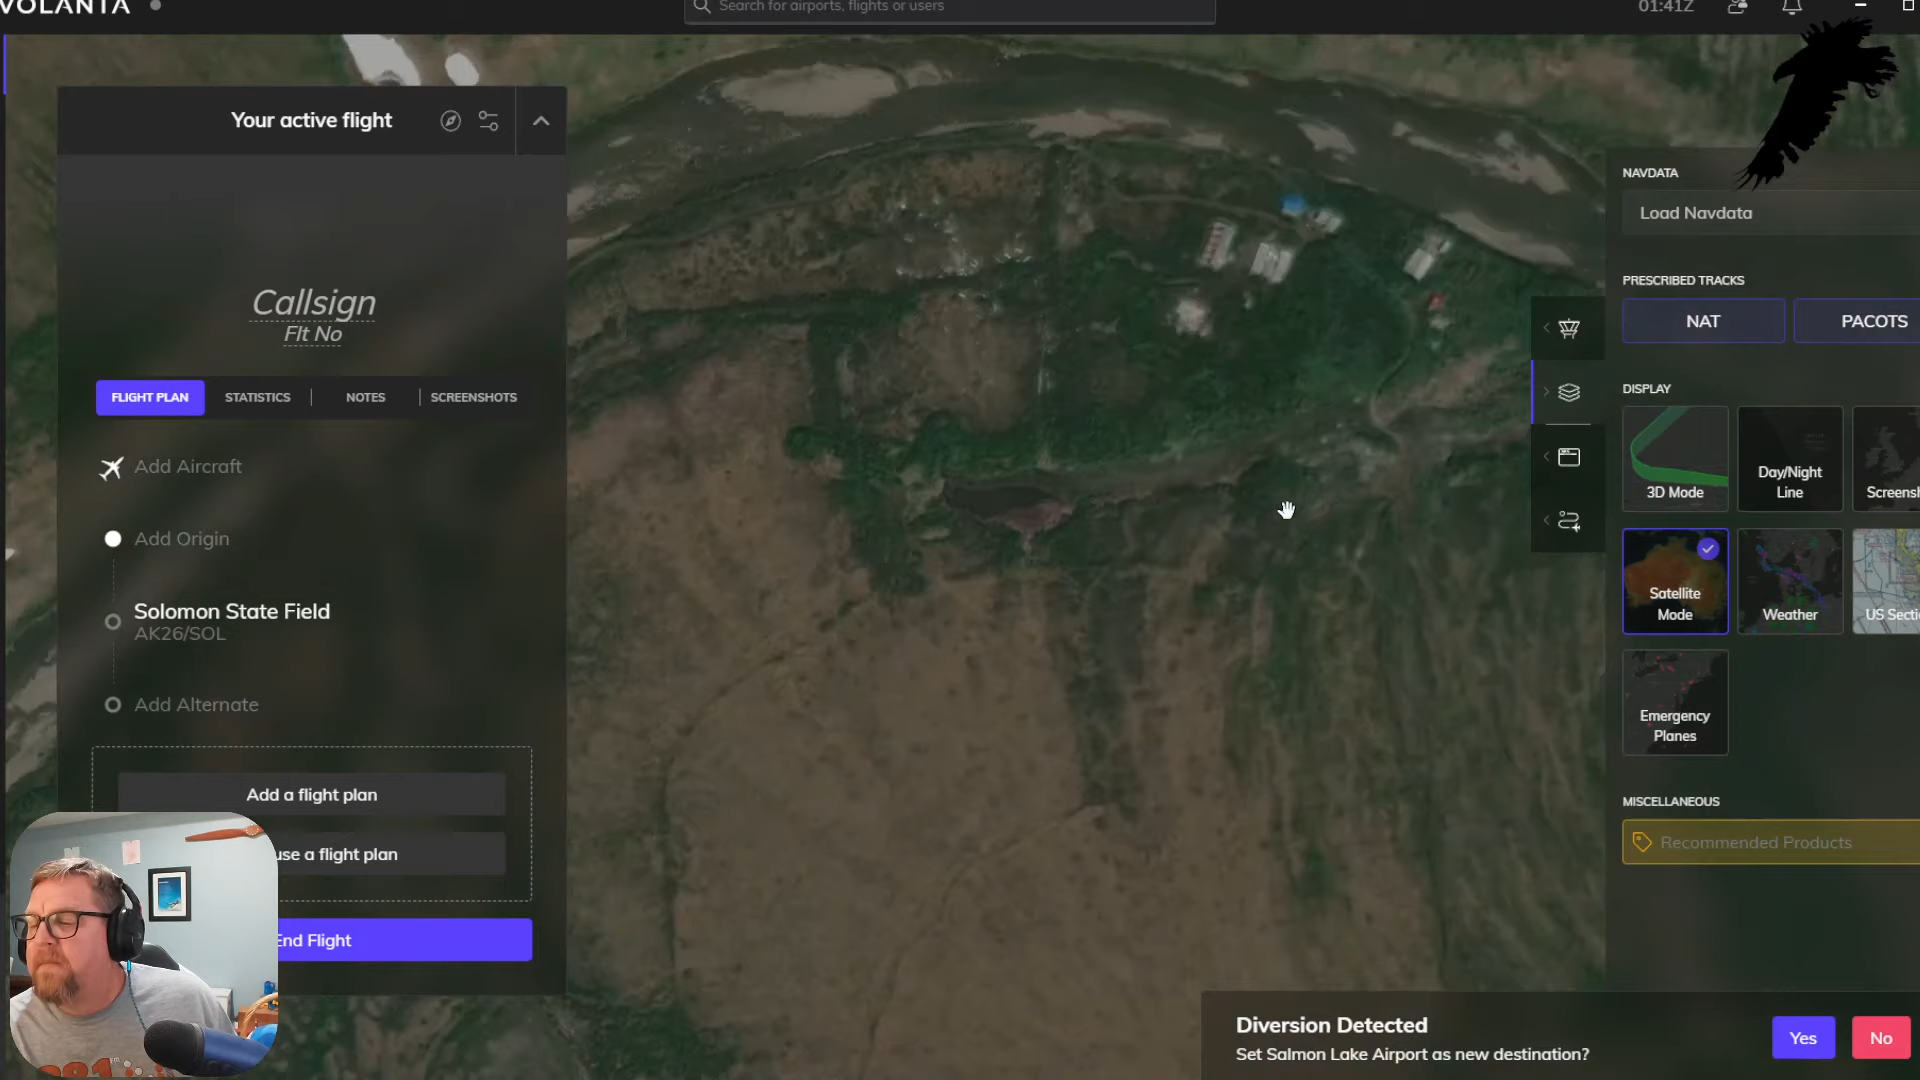 VOLANTA
Search for airports, flights or users
01:41Z
Your active flight
Callsign
Flt No
FLIGHT PLAN
STATISTICS
NOTES
SCREENSHOTS
Add Aircraft
Add Origin
Solomon State Field
AK26/SOL
Add Alternate
Add a flight plan
use a flight plan
End Flight
NAVDATA
Load Navdata
PRESCRIBED TRACKS
NAT
PACOTS
DISPLAY
3D Mode
Day/Night
Line
Screensh
Satellite
Mode
Weather
US Secti
Emergency
Planes
MISCELLANEOUS
Recommended Products
Diversion Detected
Set Salmon Lake Airport as new destination?
Yes
No